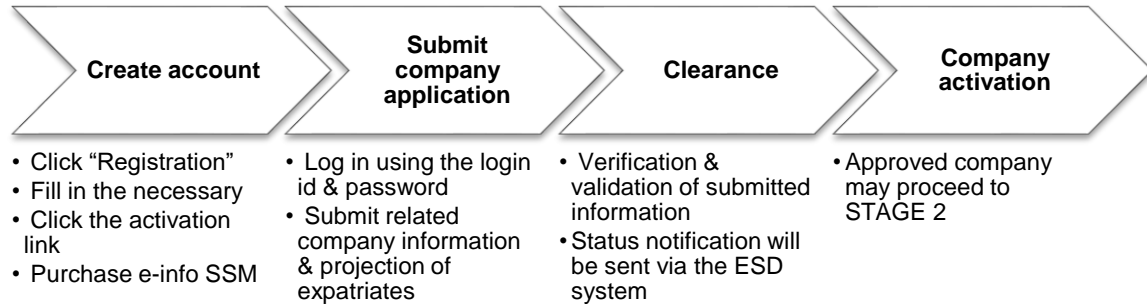 Create account
• Click “Registration”
• Fill in the necessary
• Click the activation
link
• Purchase e-info SSM
Submit
company
application
• Log in using the login
id & password
• Submit related
company information
& projection of
expatriates
Clearance
• Verification &
validation of submitted
information
• Status notification will
be sent via the ESD
system
Company
activation
• Approved company
may proceed to
STAGE 2